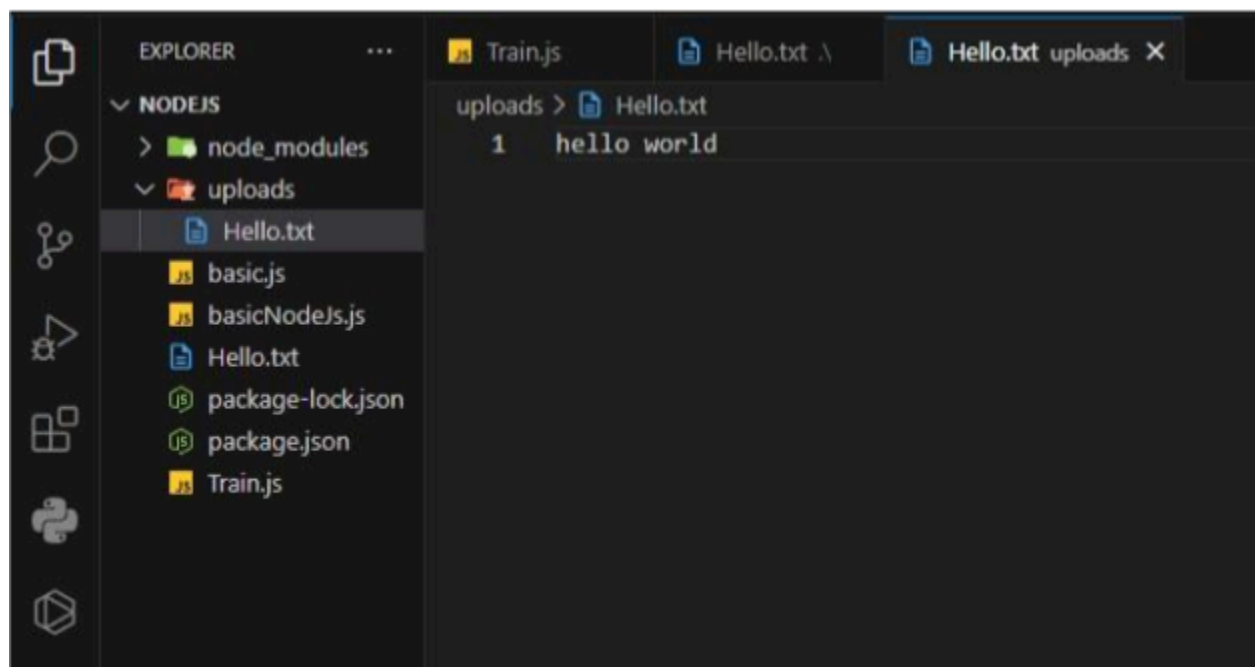 EXPLORER ...
NODEJS
node_modules
uploads
Hello.txt
basic.js
basicNodeJs.js
Hello.txt
package-lock.json
package.json
Train.js
Train.js Hello.txt .\ Hello.txt uploads
uploads > Hello.txt
1 hello world